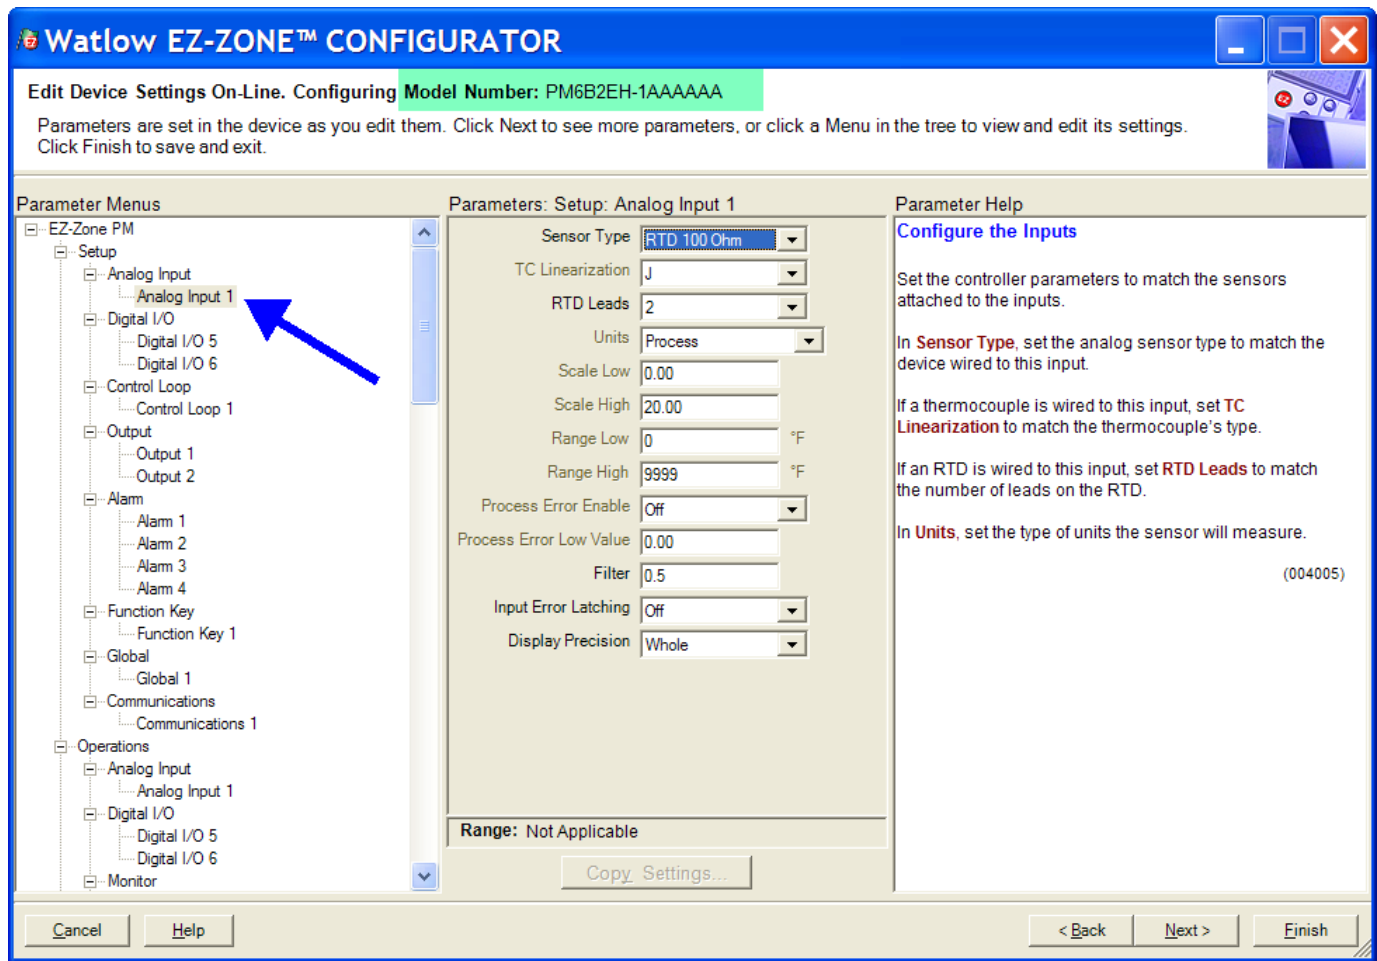 Watlow EZ-ZONE™ CONFIGURATOR
Edit Device Settings On-Line. Configuring Model Number: PM6B2EH-1AAAAAA
Parameters are set in the device as you edit them. Click Next to see more parameters, or click a Menu in the tree to view and edit its settings.
Click Finish to save and exit.
Parameter Menus
EZ-Zone PM
Setup
Analog Input
Analog Input 1
Digital I/O
Digital I/O 5
Digital I/O 6
Control Loop
Control Loop 1
Output
Output 1
Output 2
Alarm
Alarm 1
Alarm 2
Alarm 3
Alarm 4
Function Key
Function Key 1
Global
Global 1
Communications
Communications 1
Operations
Analog Input
Analog Input 1
Digital I/O
Digital I/O 5
Digital I/O 6
Monitor
Parameters: Setup: Analog Input 1
Sensor Type RTD 100 Ohm
TC Linearization J
RTD Leads 2
Units Process
Scale Low 0.00
Scale High 20.00
Range Low 0 °F
Range High 9999 °F
Process Error Enable Off
Process Error Low Value 0.00
Filter 0.5
Input Error Latching Off
Display Precision Whole
Range: Not Applicable
Copy Settings...
Parameter Help
Configure the Inputs
Set the controller parameters to match the sensors
attached to the inputs.
In Sensor Type, set the analog sensor type to match the
device wired to this input.
If a thermocouple is wired to this input, set TC
Linearization to match the thermocouple's type.
If an RTD is wired to this input, set RTD Leads to match
the number of leads on the RTD.
In Units, set the type of units the sensor will measure.
(004005)
Cancel
Help
< Back
Next >
Finish